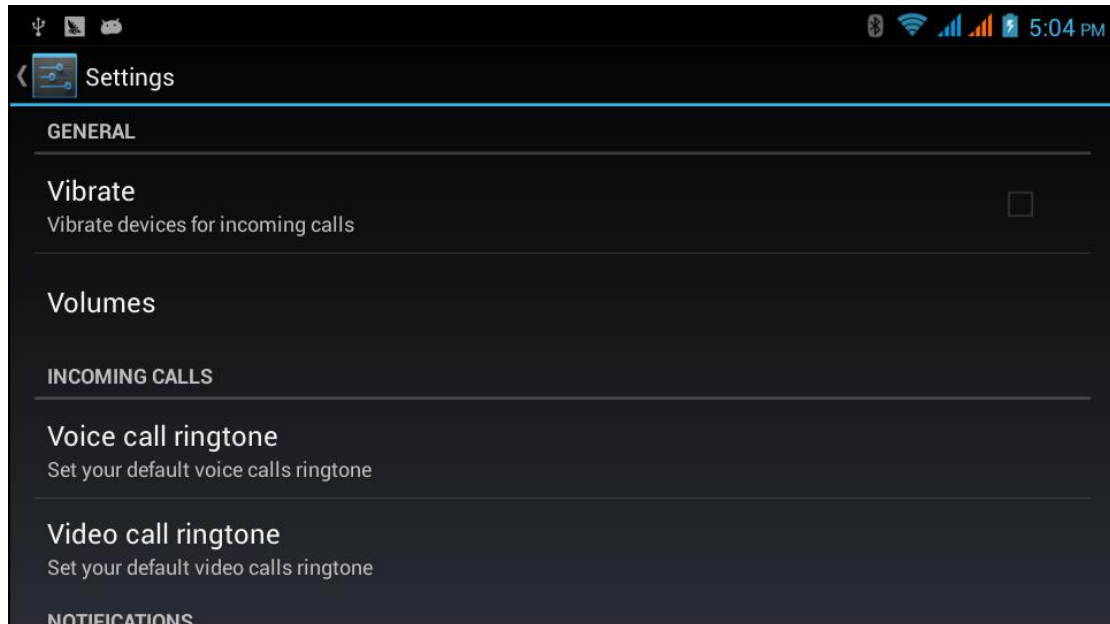 5:04 PM
Settings
GENERAL
Vibrate
Vibrate devices for incoming calls
Volumes
INCOMING CALLS
Voice call ringtone
Set your default voice calls ringtone
Video call ringtone
Set your default video calls ringtone
NOTIFICATIONS